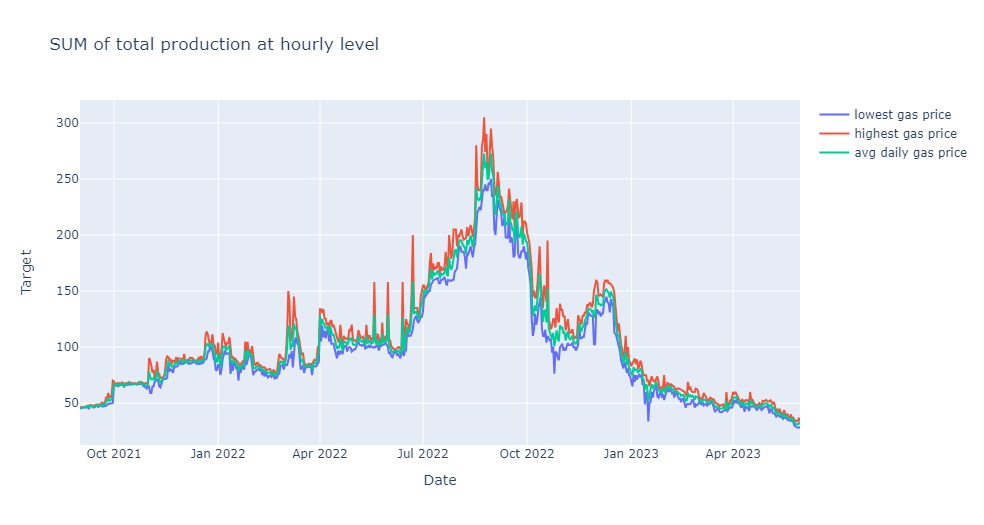 SUM of total production at hourly level
300
250
200
150
100
50
Target
Oct 2021
Jan 2022
Apr 2022
Jul 2022
Oct 2022
Jan 2023
Apr 2023
Date
lowest gas price
highest gas price
avg daily gas price